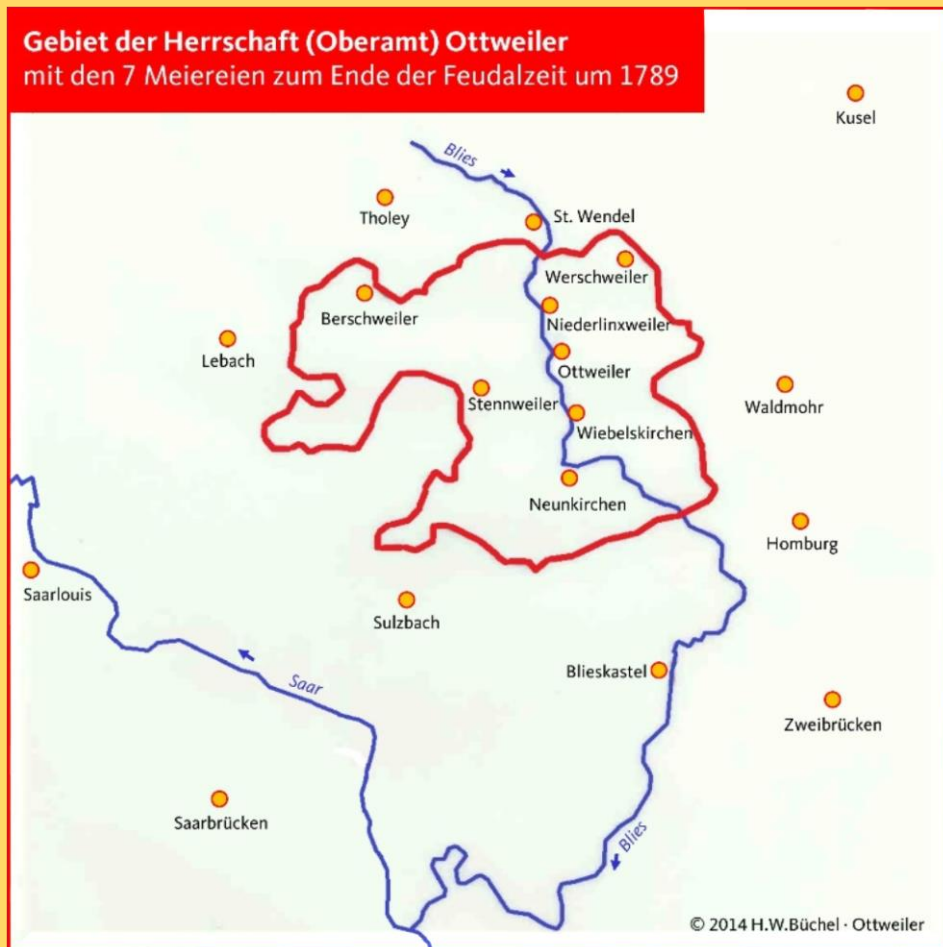 Gebiet der Herrschaft (Oberamt) Ottweiler
mit den 7 Meiereien zum Ende der Feudalzeit um 1789
Kusel
Blies
Tholey
St. Wendel
Werschweiler
Berschweiler
Niederlinxweiler
Lebach
Ottweiler
Stennweiler
Waldmohr
Wiebelskirchen
Neunkirchen
Homburg
Saarlouis
Sulzbach
Blieskastel
Saar
Zweibrücken
Saarbrücken
Blies
© 2014 H.W.Büchel · Ottweiler